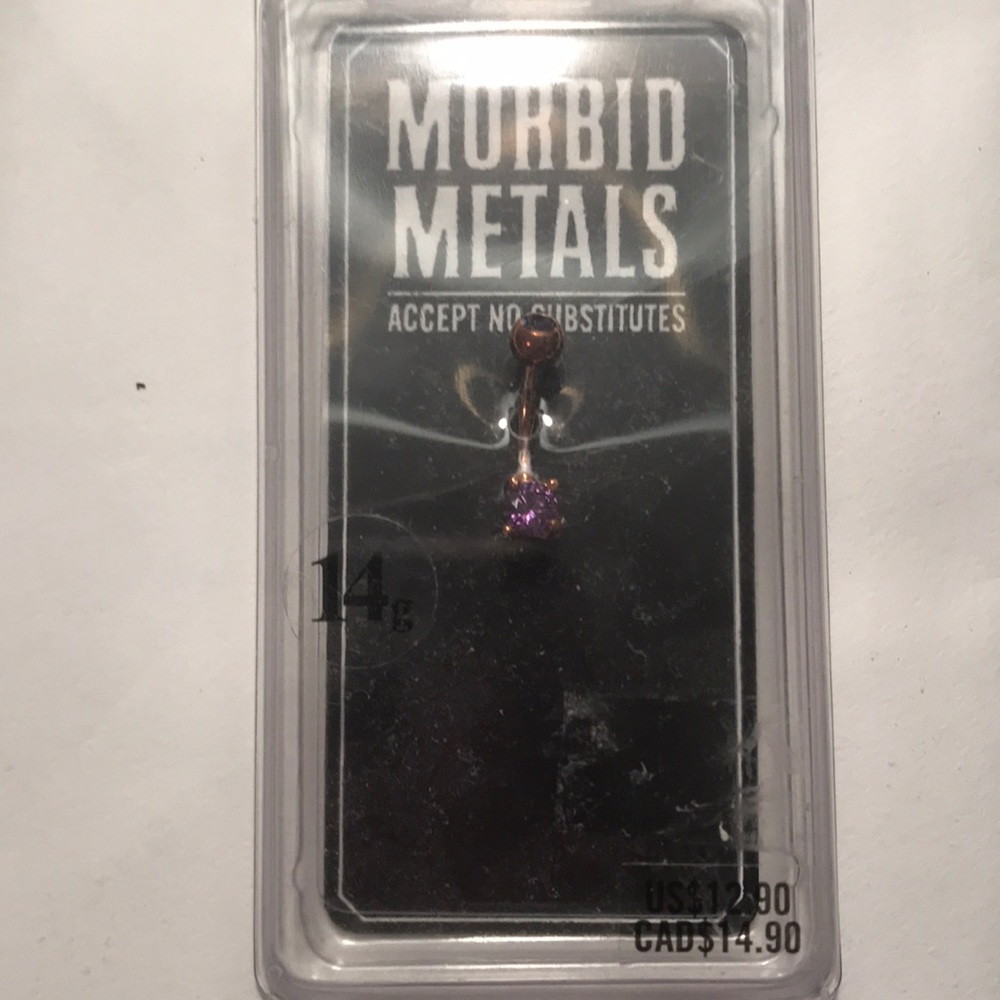 MORBID
METALS
ACCEPT NO SUBSTITUTES
14g
US$12.90
CAD$14.90